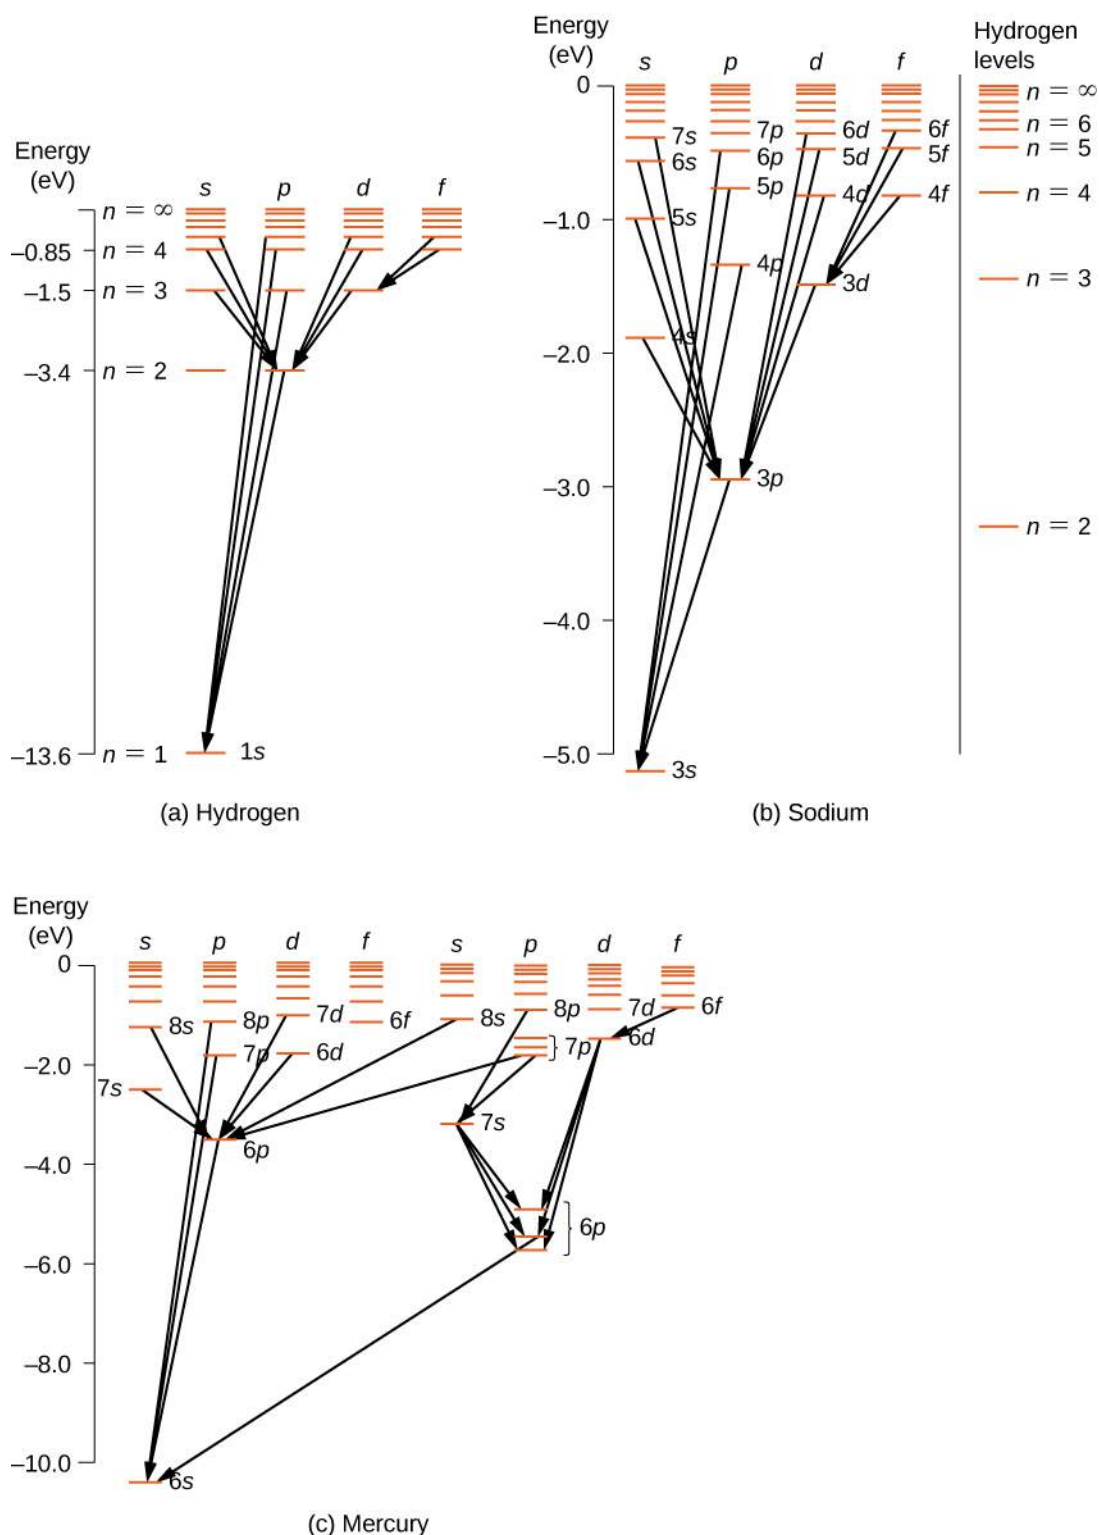 Energy
(eV)
s p d f
n = ∞
–0.85 n = 4
–1.5 n = 3
–3.4 n = 2
–13.6 n = 1 1s
(a) Hydrogen
Energy
(eV)
s p d f
Hydrogen
levels
0
n = ∞
7s 7p 6d 6f
n = 6
6s 6p 5d 5f
n = 5
5p 4d 4f
n = 4
–1.0
5s
4p 3d
n = 3
4s
–2.0
–3.0
3p
n = 2
–4.0
–5.0
3s
(b) Sodium
Energy
(eV)
s p d f s p d f
0
8s 8p 7d 6f 8s 8p 7d 6f
7p 6d 7p 6d
–2.0
7s
6p 7s
–4.0
6p
–6.0
–8.0
–10.0
6s
(c) Mercury